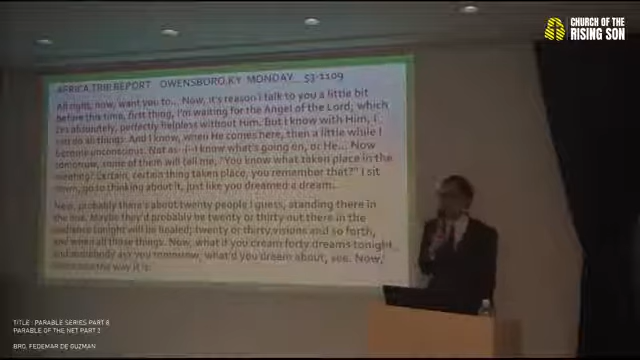 CHURCH OF THE
RISING SON
AFRICA.TRIP.REPORT OWENSBORO.KY MONDAY_ 53-1109
All right, now, want you to... Now, it's reason I talk to you a little bit
before this time, first thing, I'm waiting for the Angel of the Lord; which
I'm absolutely, perfectly helpless without Him. But I know with Him, I
can do all things. And I know, when He comes here, then a little while I
become unconscious. Not as--I--I know what's going on, or He... Now
tomorrow, some of them will tell me, "You know what taken place in the
meeting? Certain, certain thing taken place, you remember that?" I sit
down, go to thinking about it, just like you dreamed a dream.
Now, probably there's about twenty people I guess, standing there in
the line. Maybe they'd probably be twenty or thirty out there in the
audience tonight will be healed; twenty or thirty visions and so forth,
and when all those things. Now, what if you dream forty dreams tonight,
and somebody ask you tomorrow, what'd you dream about, see. Now,
the way it is.
TITLE : PARABLE SERIES PART 8
PARABLE OF THE NET PART 2
BRO. FEDEMAR DE GUZMAN